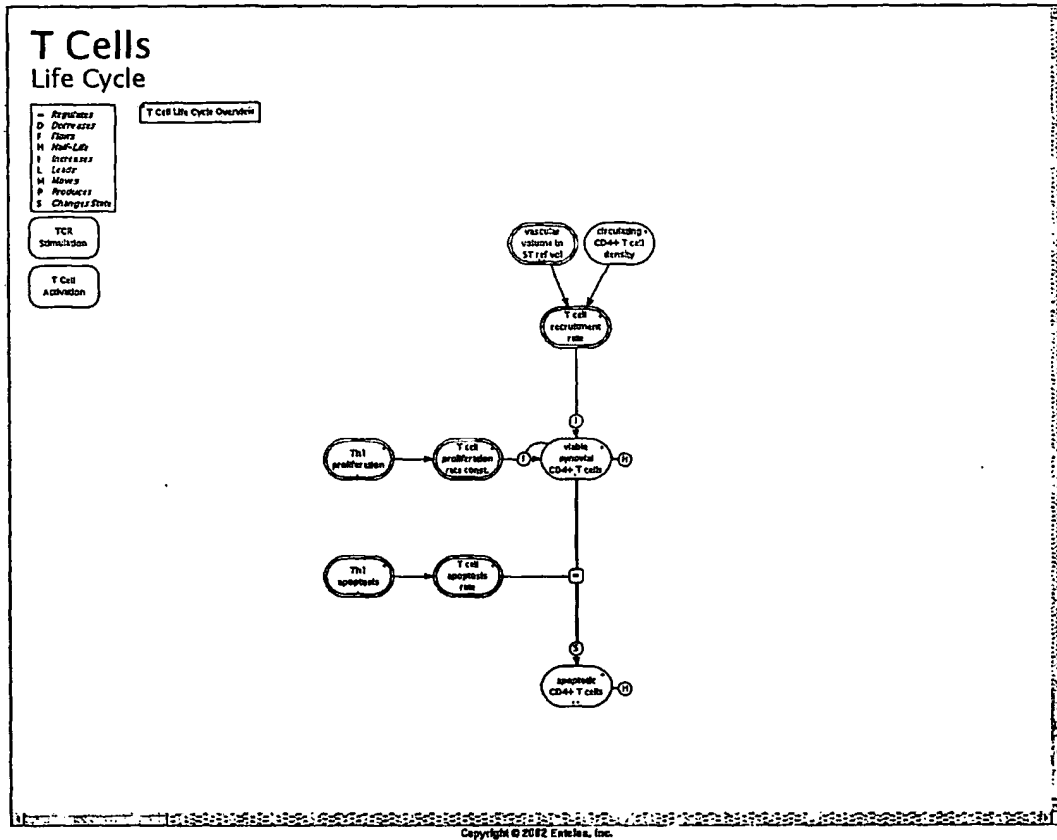 T Cells
Life Cycle
= Regulates
D Decreases
F Flows
H Half-Life
I Increases
L Leads
M Moves
P Produces
S Changes State
T Cell Life Cycle Overview
TCR
Stimulation
T Cell
Activation
vascular
volume in
ST ref vol
circulating
CD4+ T cell
density
T cell
recruitment
rate
I
Th1
proliferation
T cell
proliferation
rate const.
I
viable
synovial
CD4+ T cells
H
Th1
apoptosis
T cell
apoptosis
rate
=
S
apoptotic
CD4+ T cells
H
Copyright © 2002 Entelos, Inc.